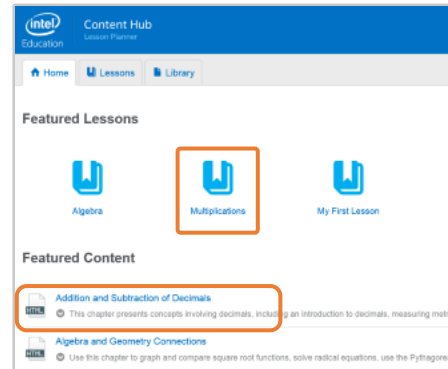 intel Content Hub
Education Lesson Planner
Home Lessons Library
Featured Lessons
Algebra Multiplications My First Lesson
Featured Content
Addition and Subtraction of Decimals
HTML This chapter presents concepts involving decimals, including an introduction to decimals, measuring metr
Algebra and Geometry Connections
HTML Use this chapter to graph and compare square root functions, solve radical equations, use the Pythagore